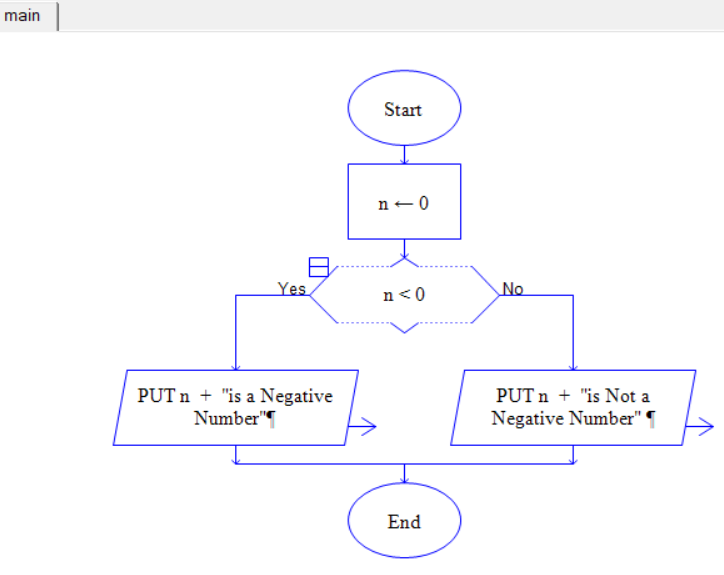 main
Start
n ← 0
Yes
n < 0
No
PUT n + "is a Negative
Number"¶
PUT n + "is Not a
Negative Number" ¶
End